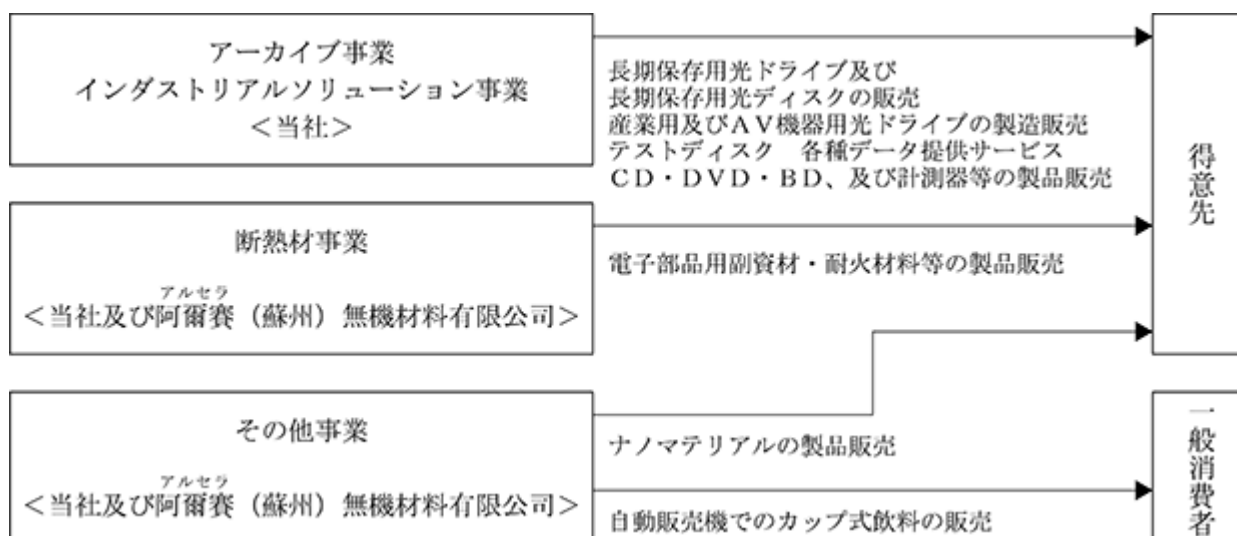 アーカイブ事業
インダストリアルソリューション事業
＜当社＞
長期保存用光ドライブ及び
長期保存用光ディスクの販売
産業用及びＡＶ機器用光ドライブの製造販売
テストディスク　各種データ提供サービス
ＣＤ・ＤＶＤ・ＢＤ、及び計測器等の製品販売
得意先
断熱材事業
アルセラ
＜当社及び阿爾賽（蘇州）無機材料有限公司＞
電子部品用副資材・耐火材料等の製品販売
その他事業
アルセラ
＜当社及び阿爾賽（蘇州）無機材料有限公司＞
ナノマテリアルの製品販売
自動販売機でのカップ式飲料の販売
一般消費者